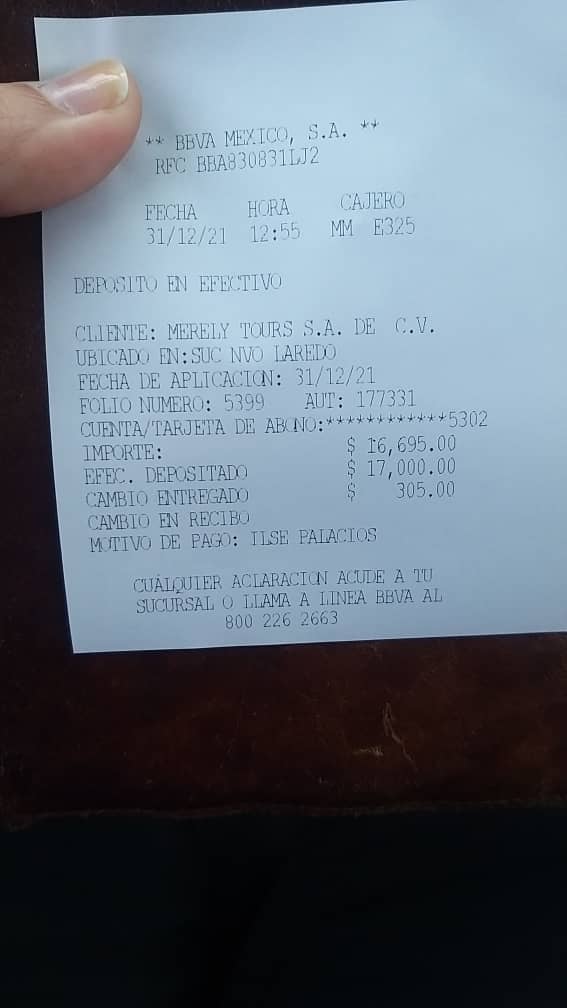 ** BBVA MEXICO, S.A. **
RFC BBA830831LJ2
FECHA HORA CAJERO
31/12/21 12:55 MM E325
DEPOSITO EN EFECTIVO
CLIENTE: MERELY TOURS S.A. DE C.V.
UBICADO EN:SUC NVO LAREDO
FECHA DE APLICACION: 31/12/21
FOLIO NUMERO: 5399 AUT: 177331
CUENTA/TARJETA DE ABONO:************5302
IMPORTE: $ 16,695.00
EFEC. DEPOSITADO $ 17,000.00
CAMBIO ENTREGADO $ 305.00
CAMBIO EN RECIBO
MOTIVO DE PAGO: ILSE PALACIOS
CUALQUIER ACLARACION ACUDE A TU
SUCURSAL O LLAMA A LINEA BBVA AL
800 226 2663